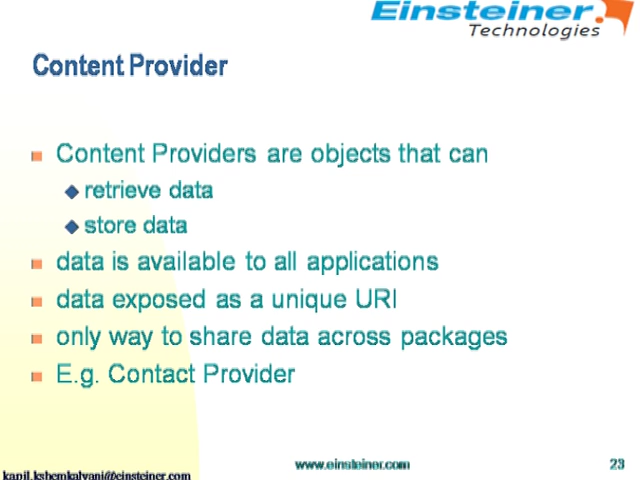 Einsteiner
Technologies
Content Provider
Content Providers are objects that can
retrieve data
store data
data is available to all applications
data exposed as a unique URI
only way to share data across packages
E.g. Contact Provider
kapil.kshemkalyani@einsteiner.com
www.einsteiner.com
23